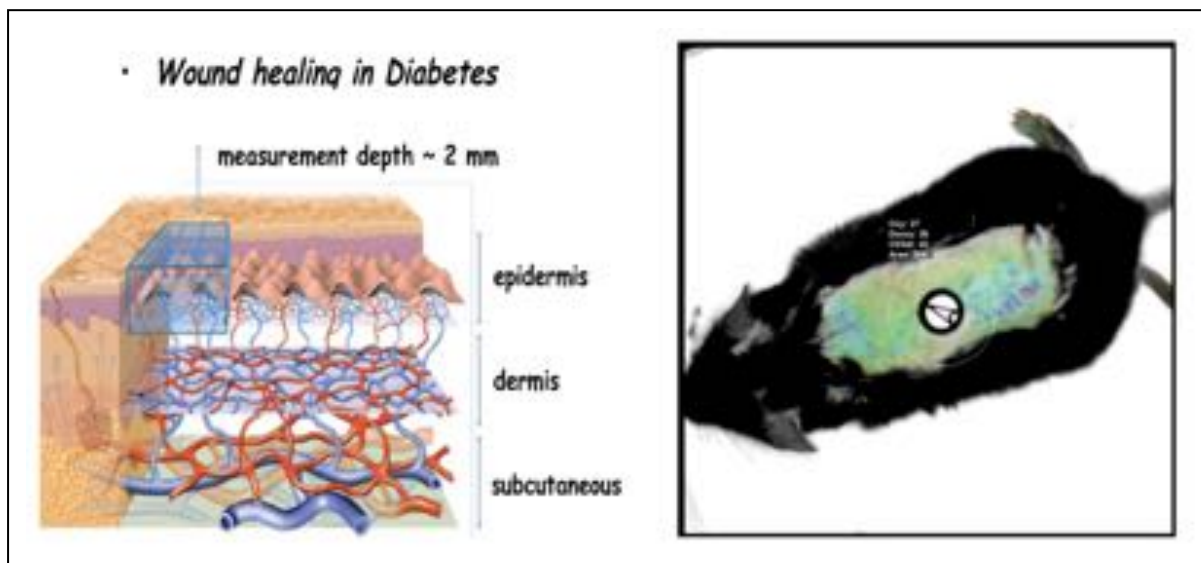 · Wound healing in Diabetes
measurement depth ~ 2 mm
epidermis
dermis
subcutaneous